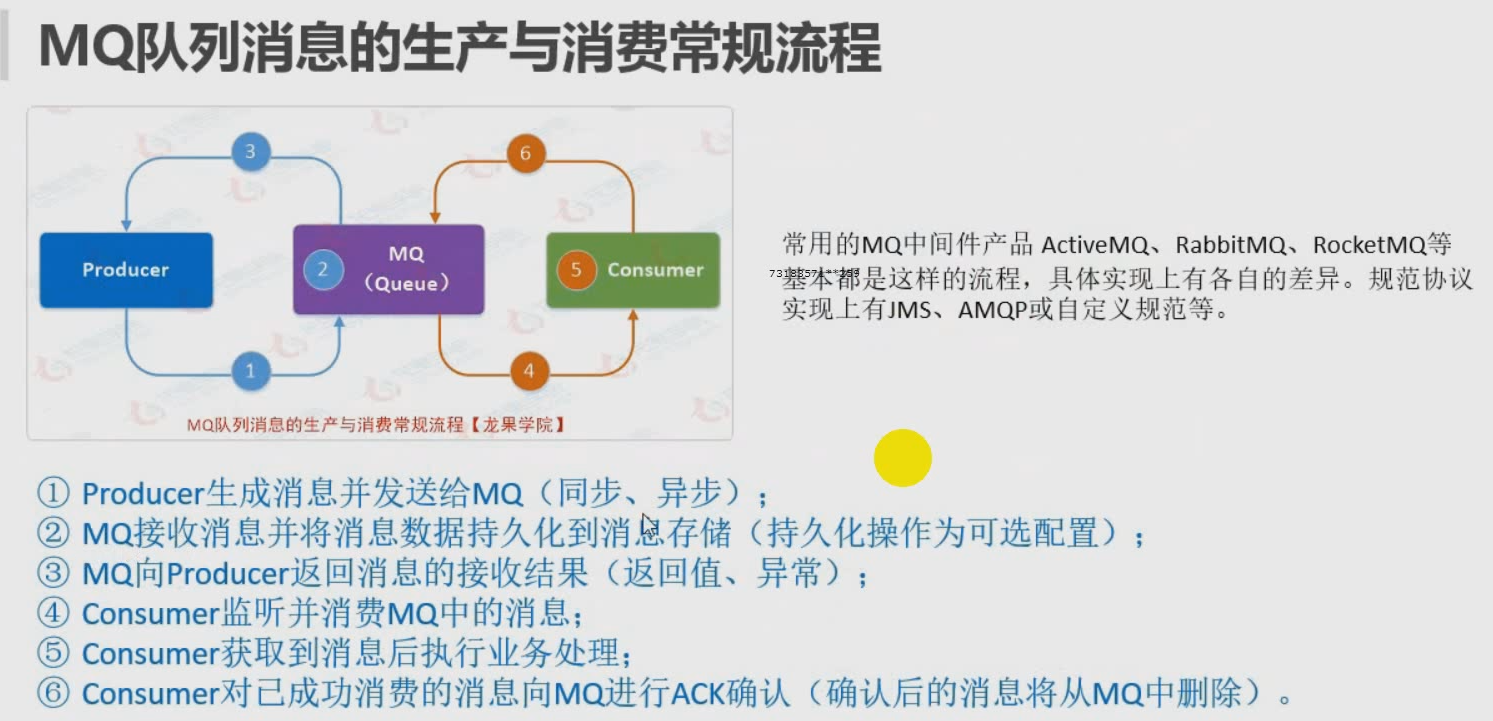 MQ队列消息的生产与消费常规流程
3
6
Producer
2
MQ
（Queue）
5
Consumer
1
4
MQ队列消息的生产与消费常规流程【龙果学院】
常用的MQ中间件产品 ActiveMQ、RabbitMQ、RocketMQ等
基本都是这样的流程，具体实现上有各自的差异。规范协议
实现上有JMS、AMQP或自定义规范等。
① Producer生成消息并发送给MQ（同步、异步）；
② MQ接收消息并将消息数据持久化到消息存储（持久化操作为可选配置）；
③ MQ向Producer返回消息的接收结果（返回值、异常）；
④ Consumer监听并消费MQ中的消息；
⑤ Consumer获取到消息后执行业务处理；
⑥ Consumer对已成功消费的消息向MQ进行ACK确认（确认后的消息将从MQ中删除）。